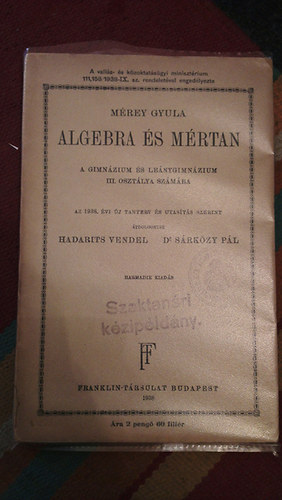 A vallás- és közoktatásügyi minisztérium
111,150/1939-IX. sz. rendeletével engedélyezte
MÉREY GYULA
ALGEBRA ÉS MÉRTAN
A GIMNÁZIUM ÉS LEÁNYGIMNÁZIUM
III. OSZTÁLYA SZÁMÁRA
AZ 1938. ÉVI ÚJ TANTERV ÉS UTASÍTÁS SZERINT
ÁTDOLGOZTÁK
HADARITS VENDEL Dr SÁRKÖZY PÁL
HARMADIK KIADÁS
Szaktanári
kézipéldány.
FT
FRANKLIN-TÁRSULAT BUDAPEST
Ára 2 pengő 66 fillér